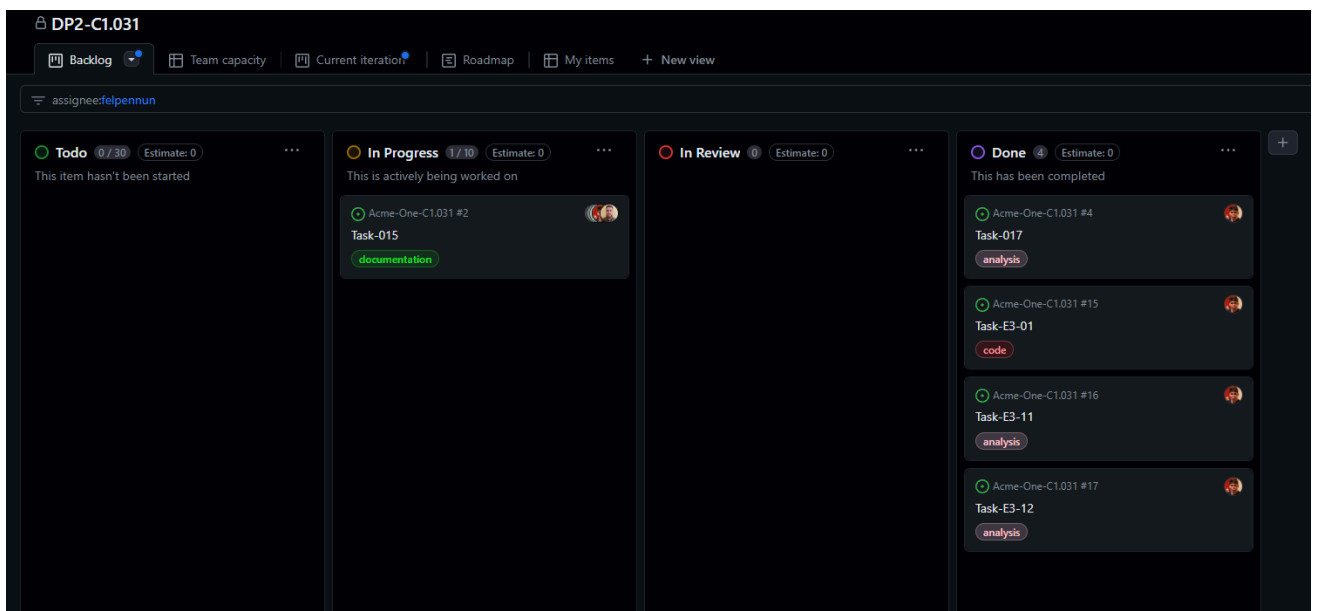 DP2-C1.031
Backlog Team capacity Current iteration Roadmap My items + New view
assignee:felpennun
Todo 0 / 30 Estimate: 0 ...
This item hasn't been started
In Progress 1 / 10 Estimate: 0 ...
This is actively being worked on
Acme-One-C1.031 #2
Task-015
documentation
In Review 0 Estimate: 0 ...
Done 4 Estimate: 0 ...
This has been completed
Acme-One-C1.031 #4
Task-017
analysis
Acme-One-C1.031 #15
Task-E3-01
code
Acme-One-C1.031 #16
Task-E3-11
analysis
Acme-One-C1.031 #17
Task-E3-12
analysis
+